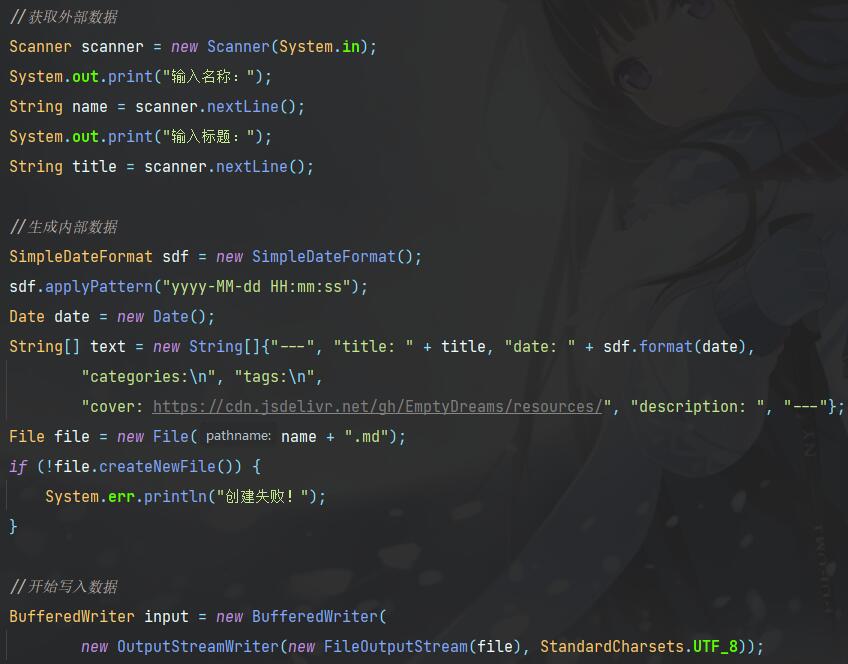 //获取外部数据
Scanner scanner = new Scanner(System.in);
System.out.print("输入名称：");
String name = scanner.nextLine();
System.out.print("输入标题：");
String title = scanner.nextLine();
//生成内部数据
SimpleDateFormat sdf = new SimpleDateFormat();
sdf.applyPattern("yyyy-MM-dd HH:mm:ss");
Date date = new Date();
String[] text = new String[]{"---", "title: " + title, "date: " + sdf.format(date),
"categories:\n", "tags:\n",
"cover: https://cdn.jsdelivr.net/gh/EmptyDreams/resources/", "description: ", "---"};
File file = new File( pathname: name + ".md");
if (!file.createNewFile()) {
System.err.println("创建失败！");
}
//开始写入数据
BufferedWriter input = new BufferedWriter(
new OutputStreamWriter(new FileOutputStream(file), StandardCharsets.UTF_8));